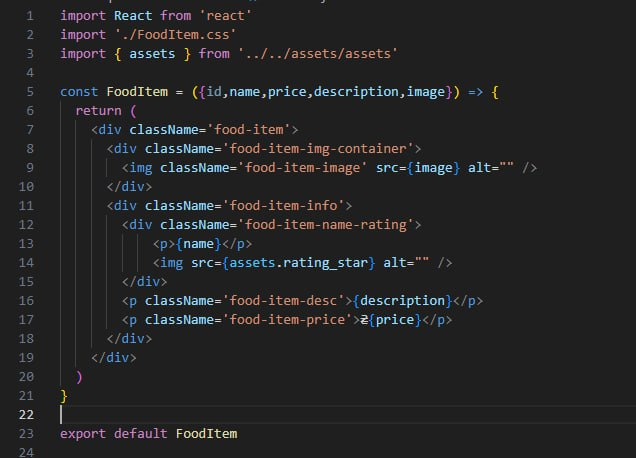 1 import React from 'react'
2 import './FoodItem.css'
3 import { assets } from '../../assets/assets'
4
5 const FoodItem = ({id,name,price,description,image}) => {
6   return (
7     <div className='food-item'>
8       <div className='food-item-img-container'>
9         <img className='food-item-image' src={image} alt="" />
10       </div>
11       <div className='food-item-info'>
12         <div className='food-item-name-rating'>
13             <p>{name}</p>
14             <img src={assets.rating_star} alt="" />
15         </div>
16         <p className='food-item-desc'>{description}</p>
17         <p className='food-item-price'>₴{price}</p>
18       </div>
19     </div>
20   )
21 }
22
23 export default FoodItem
24